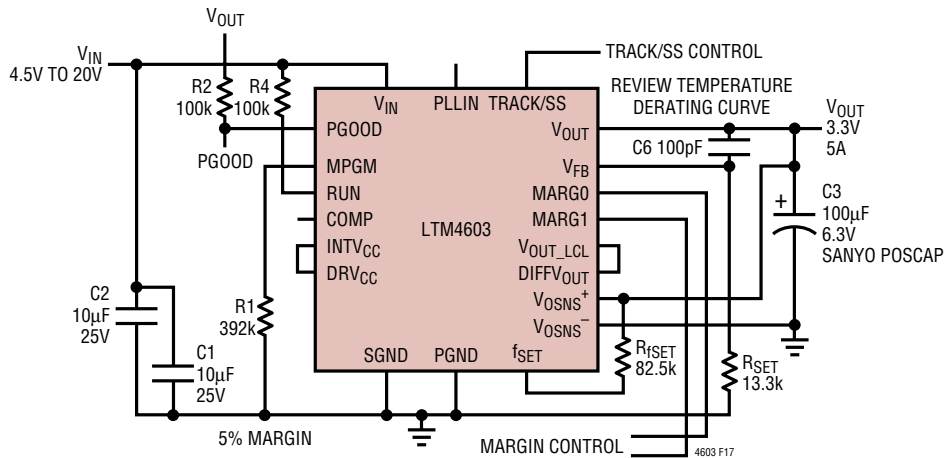 VOUT
VIN
4.5V TO 20V
R2
100k
R4
100k
PGOOD
TRACK/SS CONTROL
REVIEW TEMPERATURE
DERATING CURVE
VIN
PLLIN
TRACK/SS
PGOOD
MPGM
RUN
COMP
INTVCC
DRVCC
LTM4603
VOUT
VFB
MARG0
MARG1
VOUT_LCL
DIFFVOUT
VOSNS+
VOSNS–
SGND
PGND
fSET
C6 100pF
VOUT
3.3V
5A
+
C3
100µF
6.3V
SANYO POSCAP
C2
10µF
25V
C1
10µF
25V
R1
392k
RfSET
82.5k
RSET
13.3k
5% MARGIN
MARGIN CONTROL
4603 F17